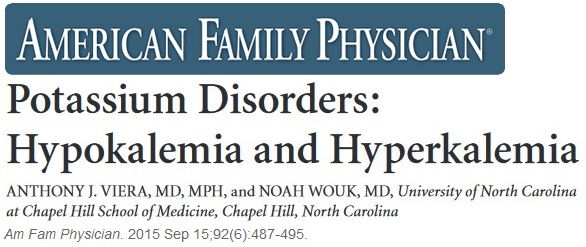 AMERICAN FAMILY PHYSICIAN®
Potassium Disorders:
Hypokalemia and Hyperkalemia
ANTHONY J. VIERA, MD, MPH, and NOAH WOUK, MD, University of North Carolina
at Chapel Hill School of Medicine, Chapel Hill, North Carolina
Am Fam Physician. 2015 Sep 15;92(6):487-495.